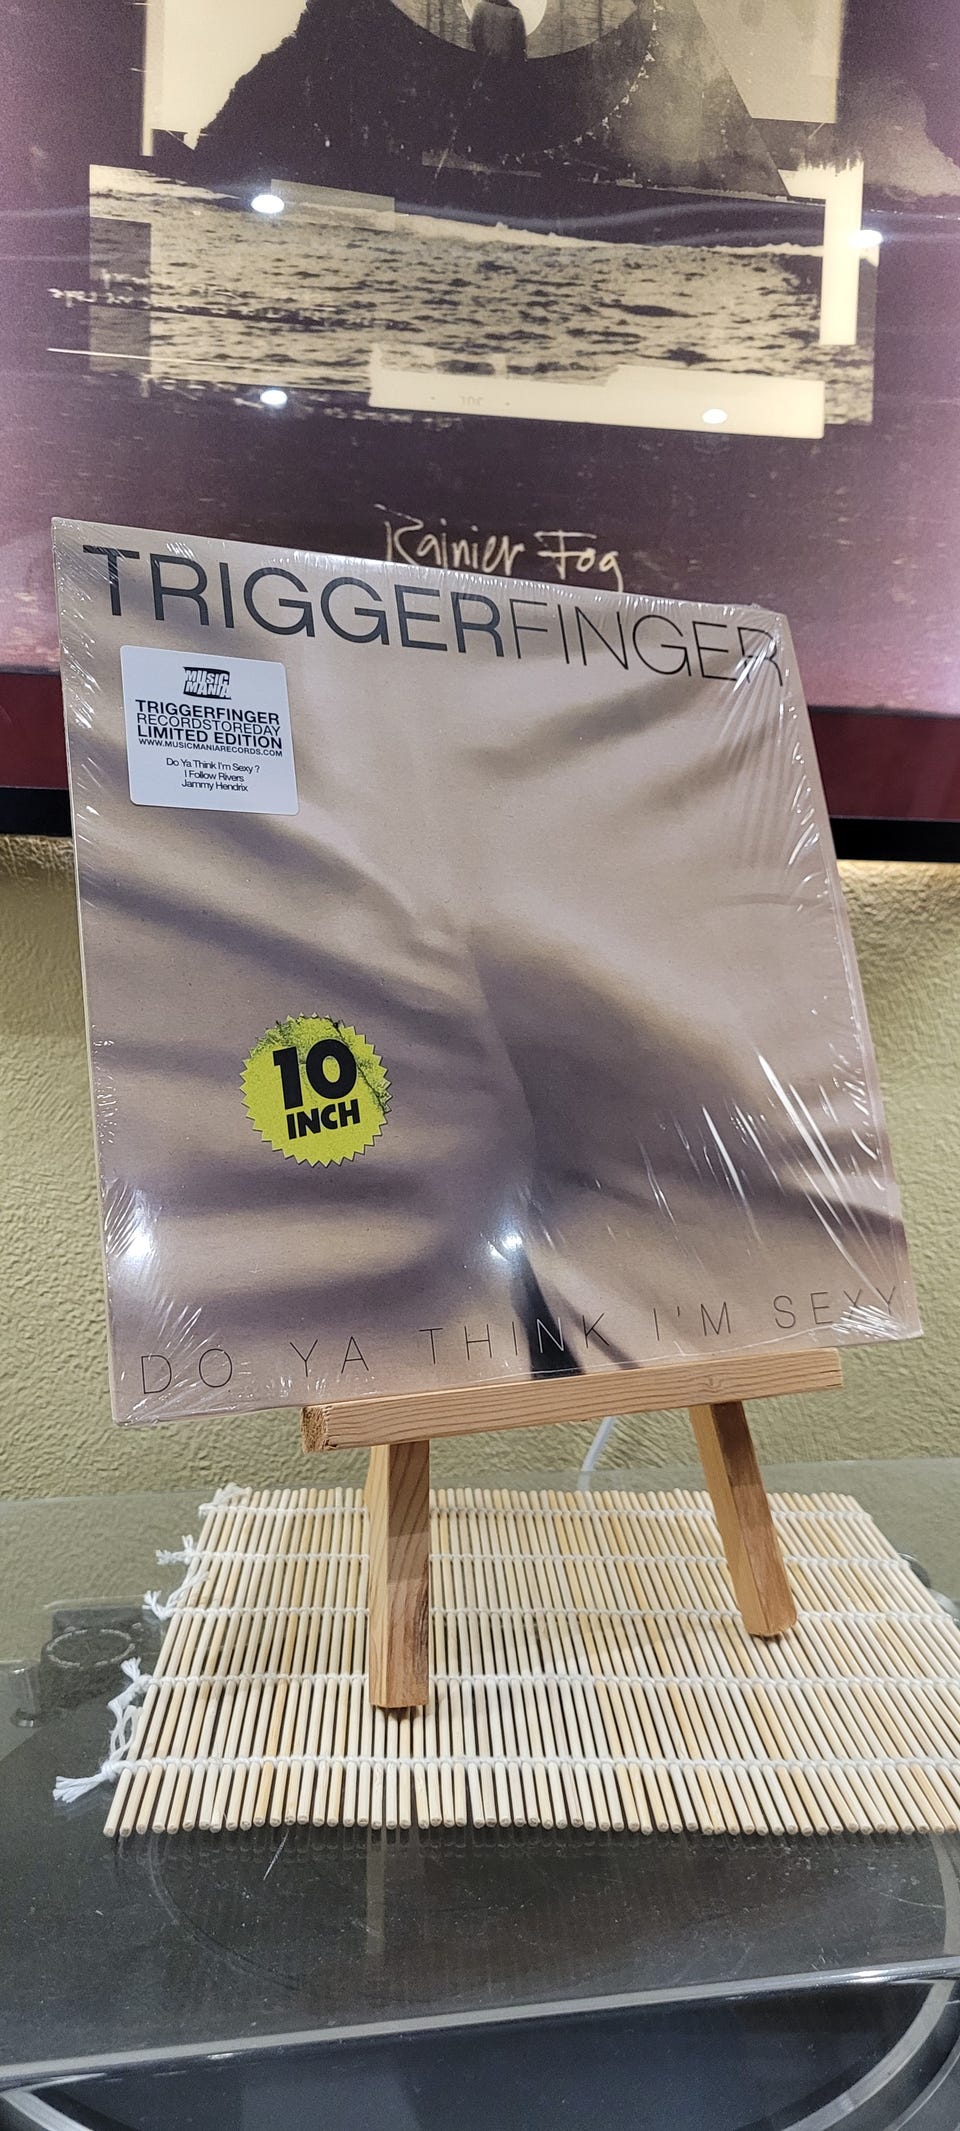 Rainier Fog
TRIGGERFINGER
MUSIC
MANIA
TRIGGERFINGER
RECORDSTOREDAY
LIMITED EDITION
WWW.MUSICMANIARECORDS.COM
Do Ya Think I'm Sexy ?
I Follow Rivers
Jammy Hendrix
10
INCH
DO YA THINK I'M SEXY